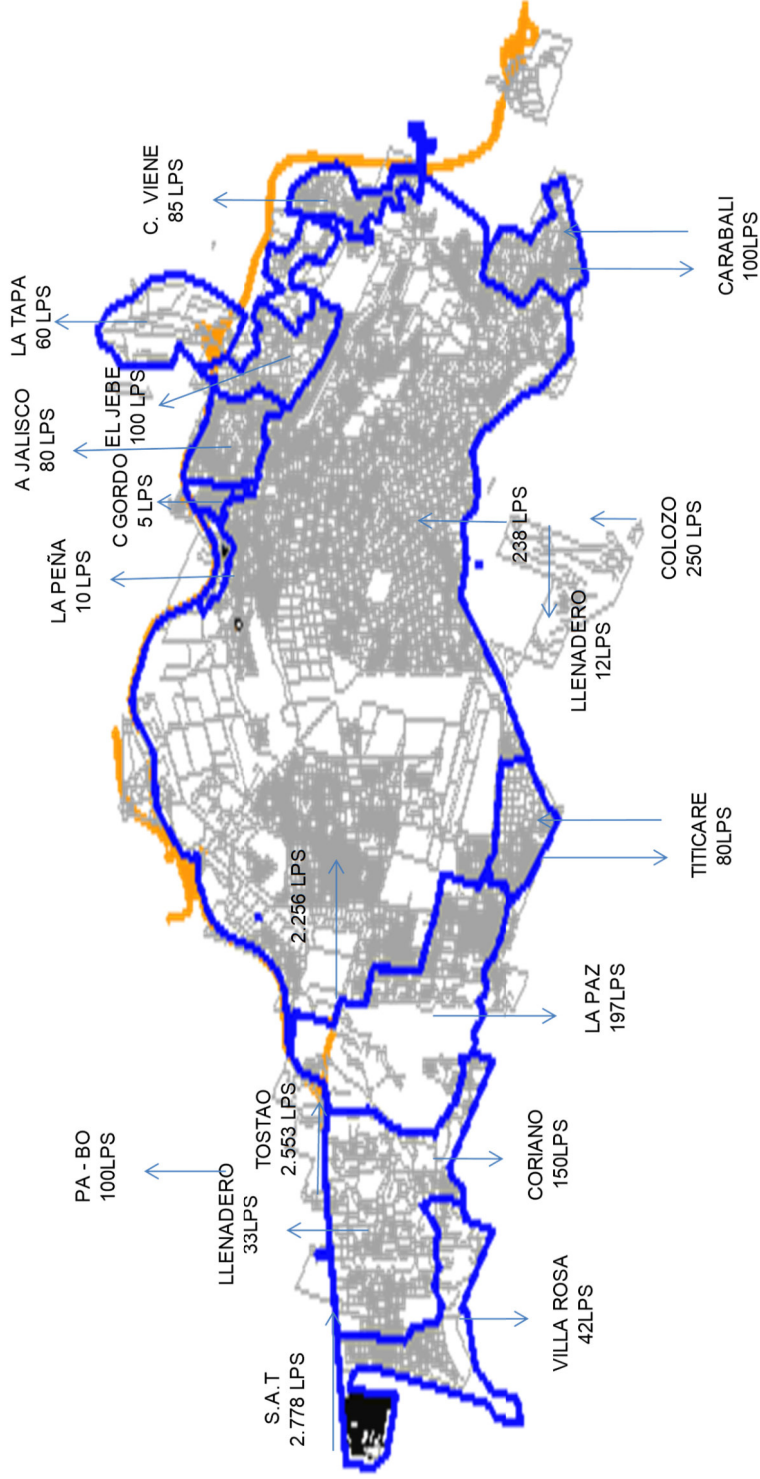 C. VIENE
85 LPS
LA TAPA
60 LPS
EL JEBE
100 LPS
A JALISCO
80 LPS
C GORDO
5 LPS
LA PEÑA
10 LPS
CARABALI
100LPS
238 LPS
COLOZO
250 LPS
LLENADERO
12LPS
TITICARE
80LPS
2.256 LPS
LA PAZ
197LPS
TOSTAO
2.553 LPS
PA - BO
100LPS
LLENADERO
33LPS
CORIANO
150LPS
VILLA ROSA
42LPS
S.A.T
2.778 LPS